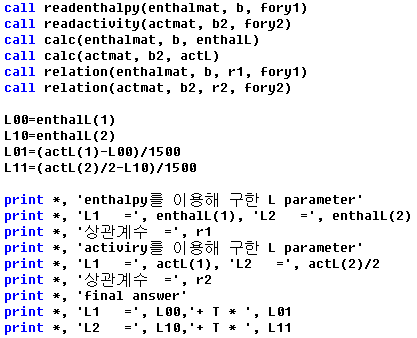 call readenthalpy(enthalmat, b, fory1)
call readactivity(actmat, b2, fory2)
call calc(enthalmat, b, enthalL)
call calc(actmat, b2, actL)
call relation(enthalmat, b, r1, fory1)
call relation(actmat, b2, r2, fory2)
L00=enthalL(1)
L10=enthalL(2)
L01=(actL(1)-L00)/1500
L11=(actL(2)/2-L10)/1500
print *, 'enthalpy를 이용해 구한 L parameter'
print *, 'L1   =', enthalL(1), 'L2   =', enthalL(2)
print *, '상관계수  =', r1
print *, 'activiry를 이용해 구한 L parameter'
print *, 'L1   =', actL(1), 'L2   =', actL(2)/2
print *, '상관계수  =', r2
print *, 'final answer'
print *, 'L1   =', L00,'+ T * ', L01
print *, 'L2   =', L10,'+ T * ', L11